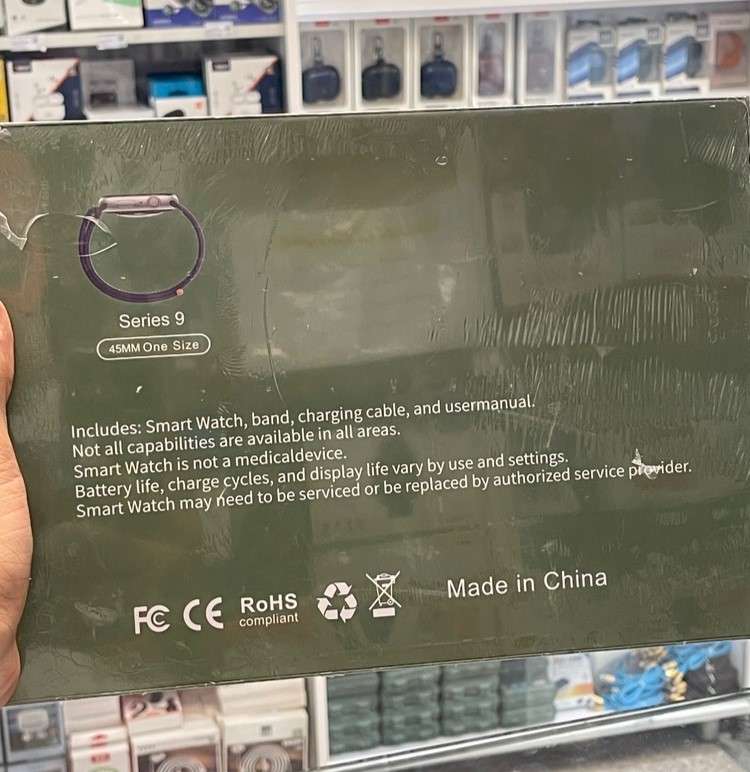 Series 9
45MM One Size
Includes: Smart Watch, band, charging cable, and usermanual.
Not all capabilities are available in all areas.
Smart Watch is not a medicaldevice.
Battery life, charge cycles, and display life vary by use and settings.
Smart Watch may need to be serviced or be replaced by authorized service provider.
FC CE RoHS
compliant
Made in China